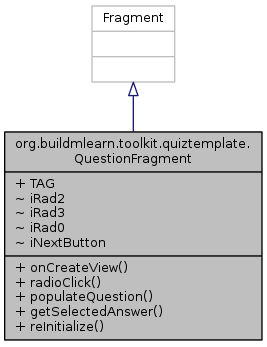 Fragment
org.buildmlearn.toolkit.quiztemplate.
QuestionFragment
+ TAG
~ iRad2
~ iRad3
~ iRad0
~ iNextButton
+ onCreateView()
+ radioClick()
+ populateQuestion()
+ getSelectedAnswer()
+ reInitialize()